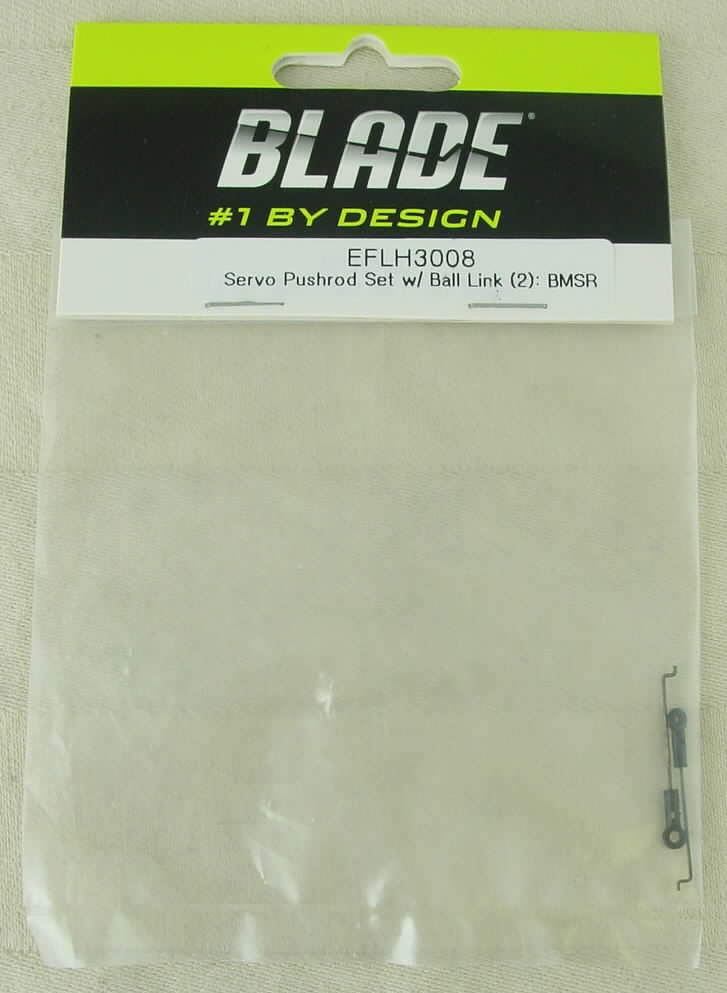 BLADE®
#1 BY DESIGN
EFLH3008
Servo Pushrod Set w/ Ball Link (2): BMSR